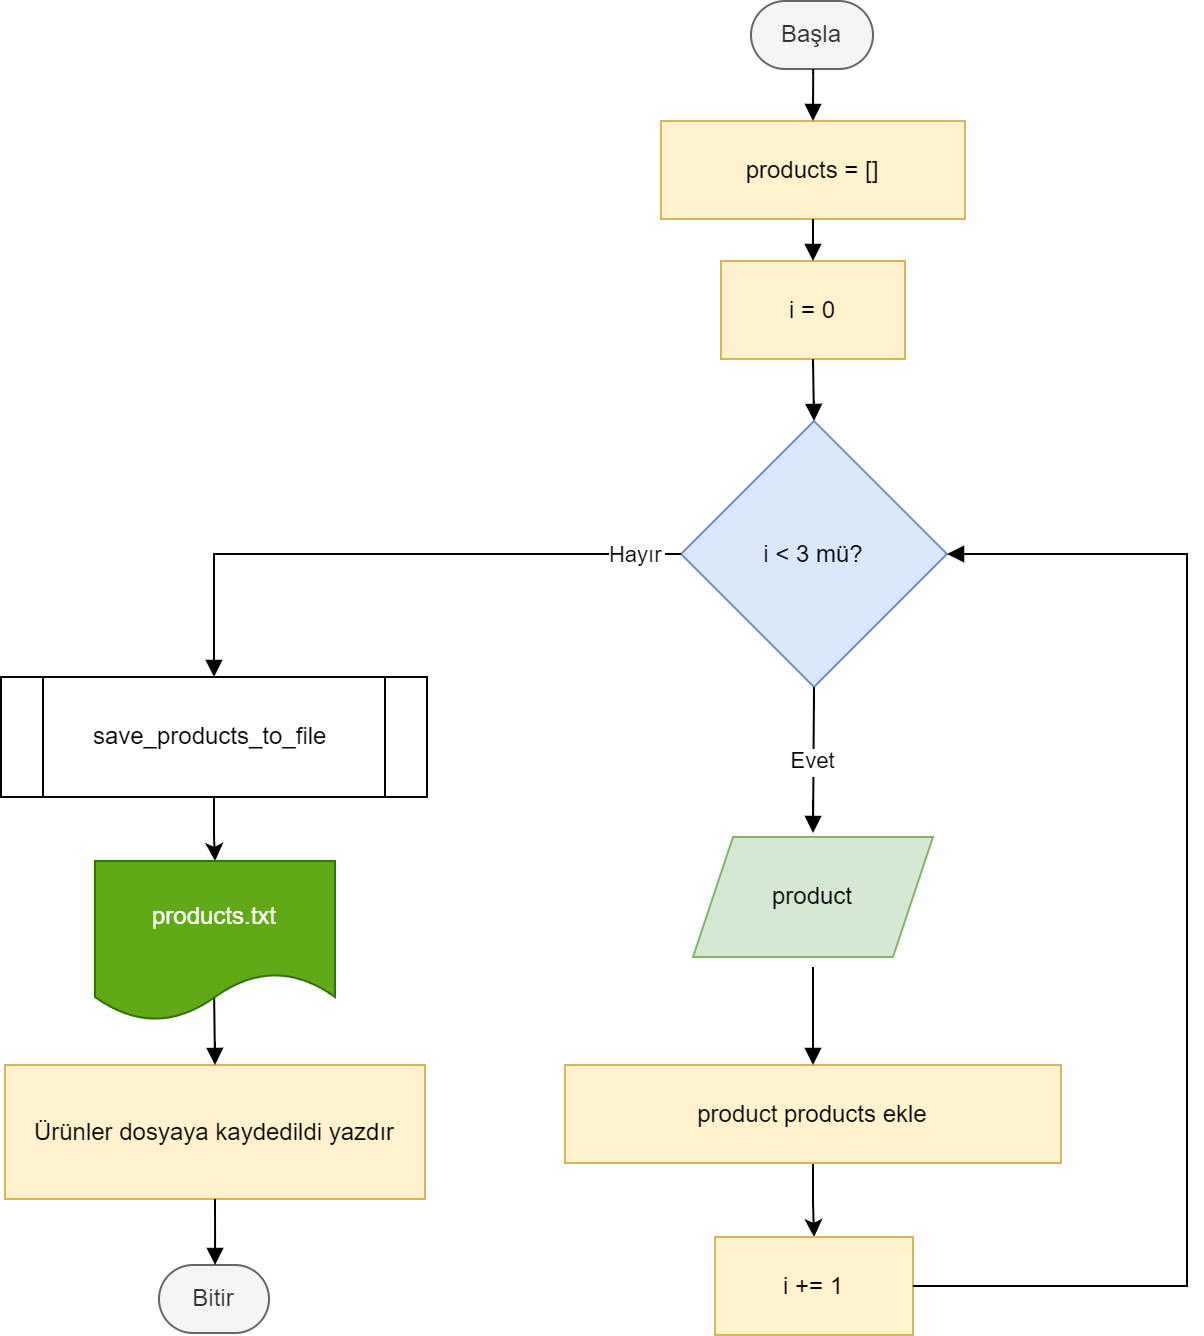 Başla
products = []
i = 0
i < 3 mü?
Hayır
Evet
save_products_to_file
product
products.txt
product products ekle
Ürünler dosyaya kaydedildi yazdır
i += 1
Bitir